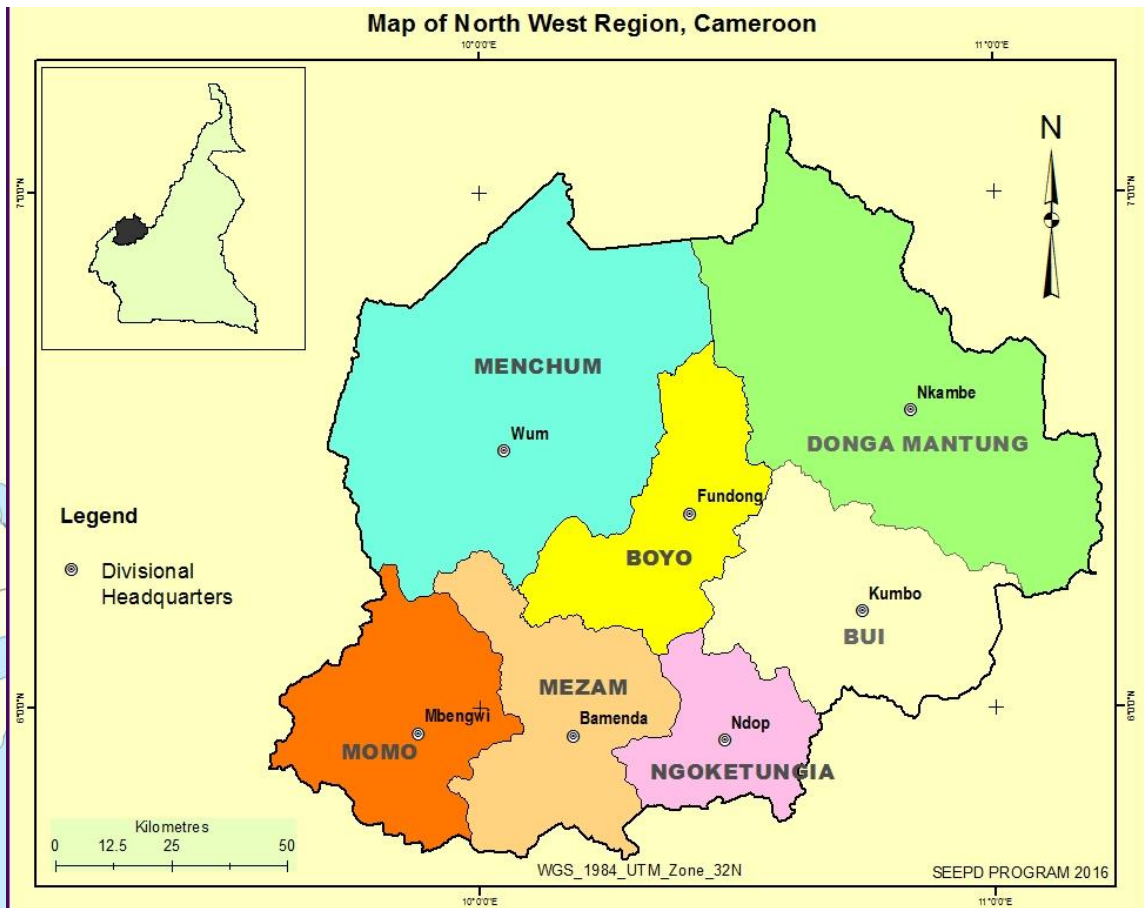 Map of North West Region, Cameroon
10°0'0"E
11°0'0"E
N
7°0'0"N
7°0'0"N
MENCHUM
Nkambe
Wum
DONGA MANTUNG
Fundong
Legend
BOYO
Divisional
Headquarters
Kumbo
BUI
MEZAM
6°0'0"N
6°0'0"N
Mbengwi
Bamenda
Ndop
MOMO
NGOKETUNGIA
Kilometres
0 12.5 25 50
WGS_1984_UTM_Zone_32N
SEEPD PROGRAM 2016
10°0'0"E
11°0'0"E